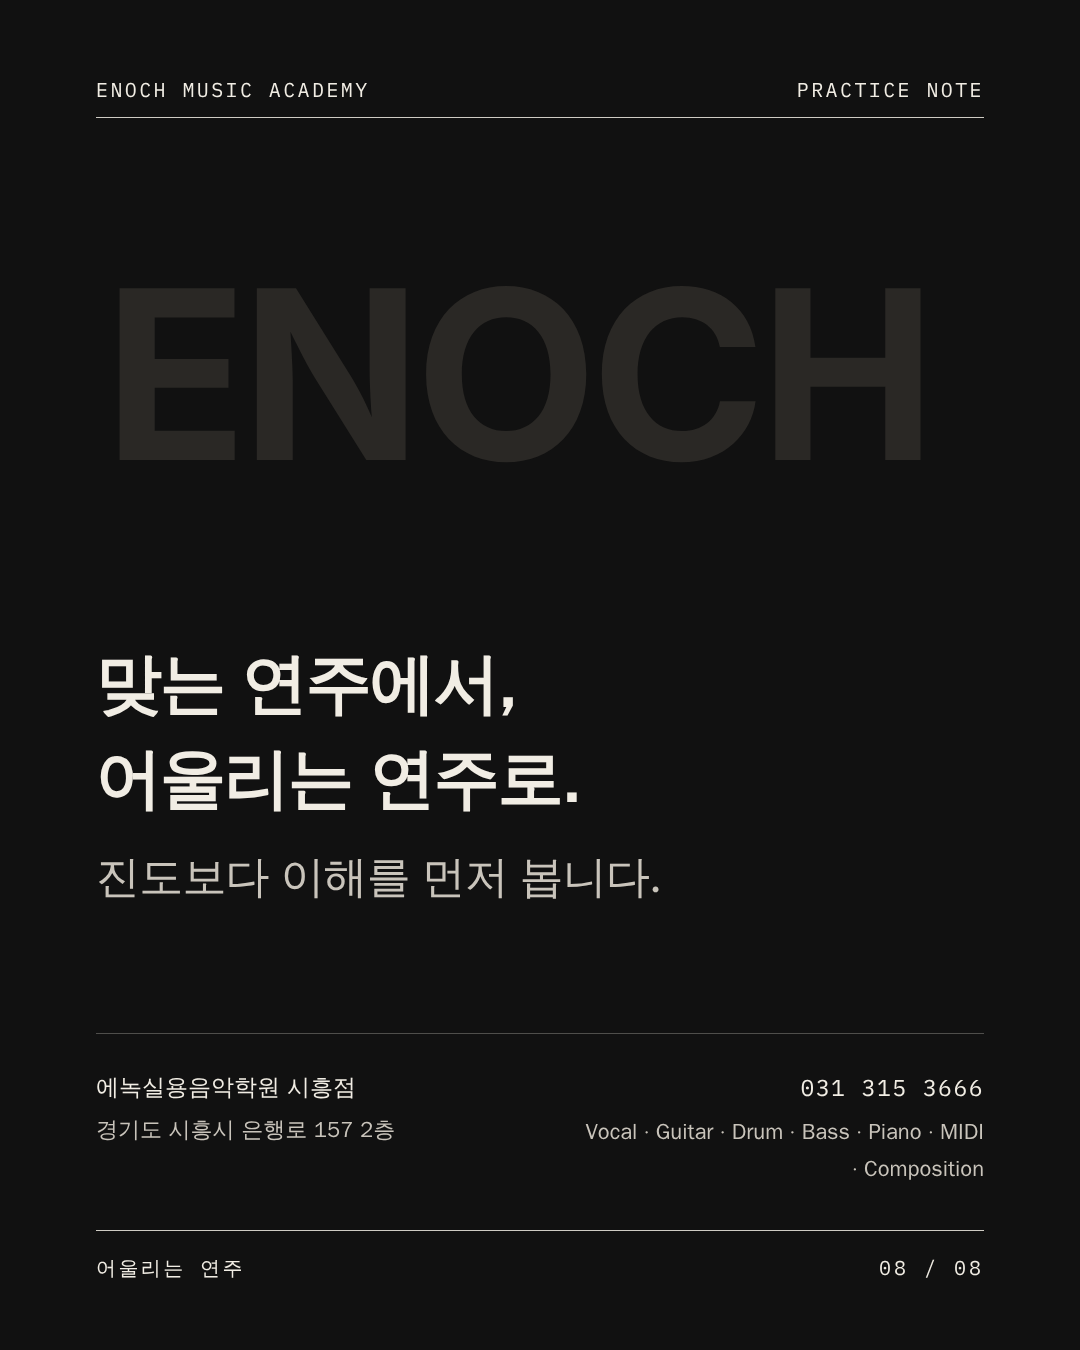 ENOCH MUSIC ACADEMY
PRACTICE NOTE
ENOCH
맞는 연주에서,
어울리는 연주로.
진도보다 이해를 먼저 봅니다.
에녹실용음악학원 시흥점
경기도 시흥시 은행로 157 2층
031 315 3666
Vocal · Guitar · Drum · Bass · Piano · MIDI
· Composition
어울리는 연주
08 / 08